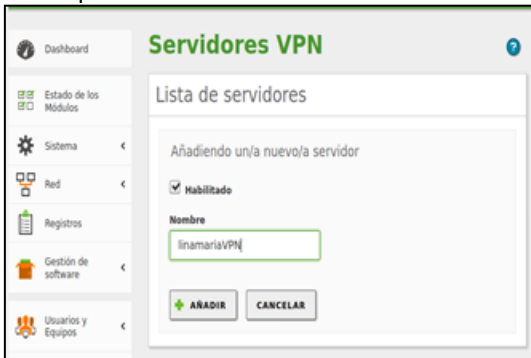 Servidores VPN
Dashboard
Estado de los
Módulos
Sistema
Red
Registros
Gestión de
software
Usuarios y
Equipos
Lista de servidores
Añadiendo un/a nuevo/a servidor
Habilitado
Nombre
linamariaVPN
AÑADIR
CANCELAR